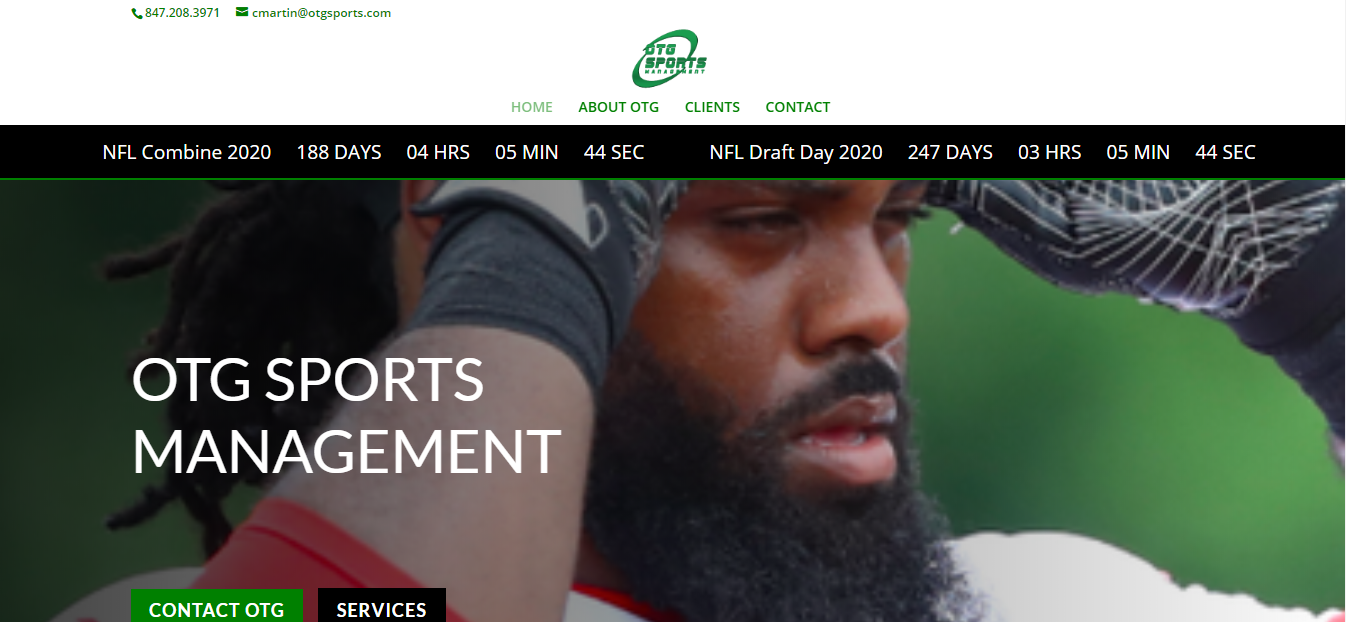 847.208.3971 cmartin@otgsports.com
OTG
SPORTS
MANAGEMENT
HOME ABOUT OTG CLIENTS CONTACT
NFL Combine 2020 188 DAYS 04 HRS 05 MIN 44 SEC NFL Draft Day 2020 247 DAYS 03 HRS 05 MIN 44 SEC
OTG SPORTS
MANAGEMENT
CONTACT OTG SERVICES